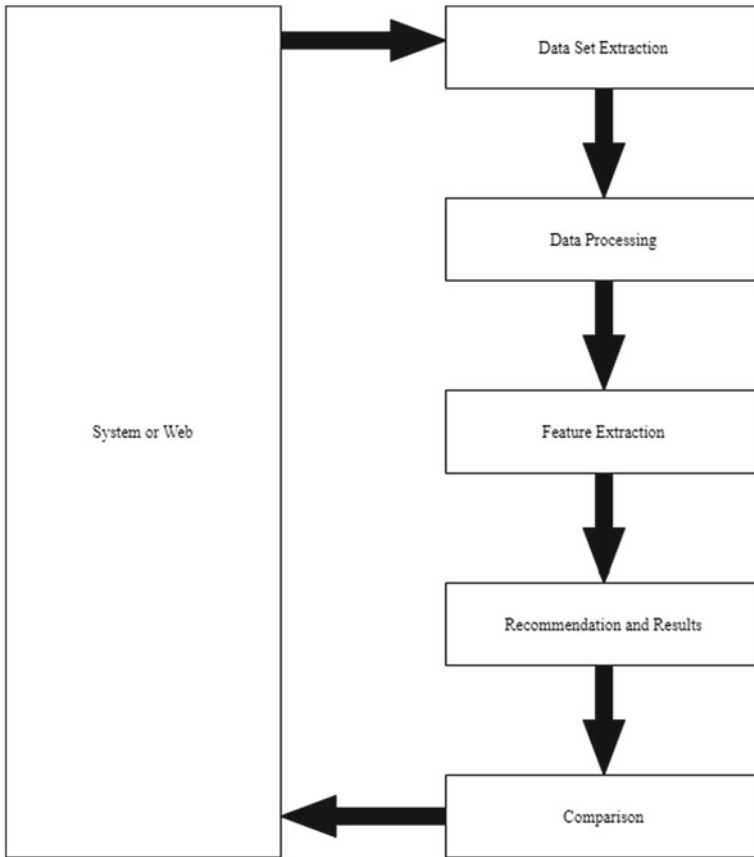 Data Set Extraction
Data Processing
System or Web
Feature Extraction
Recommendation and Results
Comparison